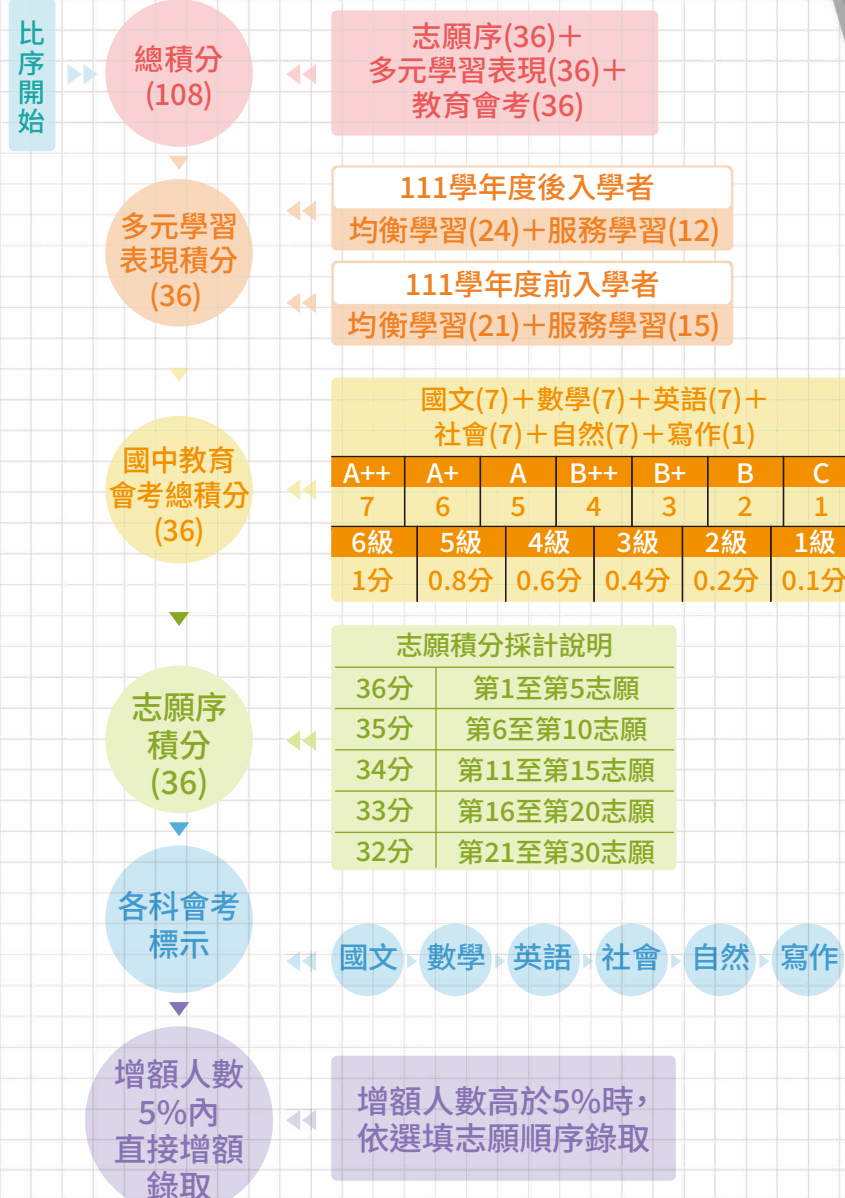 比序開始
總積分
(108)
志願序(36)+
多元學習表現(36)+
教育會考(36)
多元學習
表現積分
(36)
111學年度後入學者
均衡學習(24)+服務學習(12)
111學年度前入學者
均衡學習(21)+服務學習(15)
國中教育
會考總積分
(36)
國文(7)+數學(7)+英語(7)+
社會(7)+自然(7)+寫作(1)
A++ A+ A B++ B+ B C
7 6 5 4 3 2 1
6級 5級 4級 3級 2級 1級
1分 0.8分 0.6分 0.4分 0.2分 0.1分
志願序
積分
(36)
志願積分採計說明
36分 第1至第5志願
35分 第6至第10志願
34分 第11至第15志願
33分 第16至第20志願
32分 第21至第30志願
各科會考
標示
國文 數學 英語 社會 自然 寫作
增額人數
5%內
直接增額
錄取
增額人數高於5%時,
依選填志願順序錄取